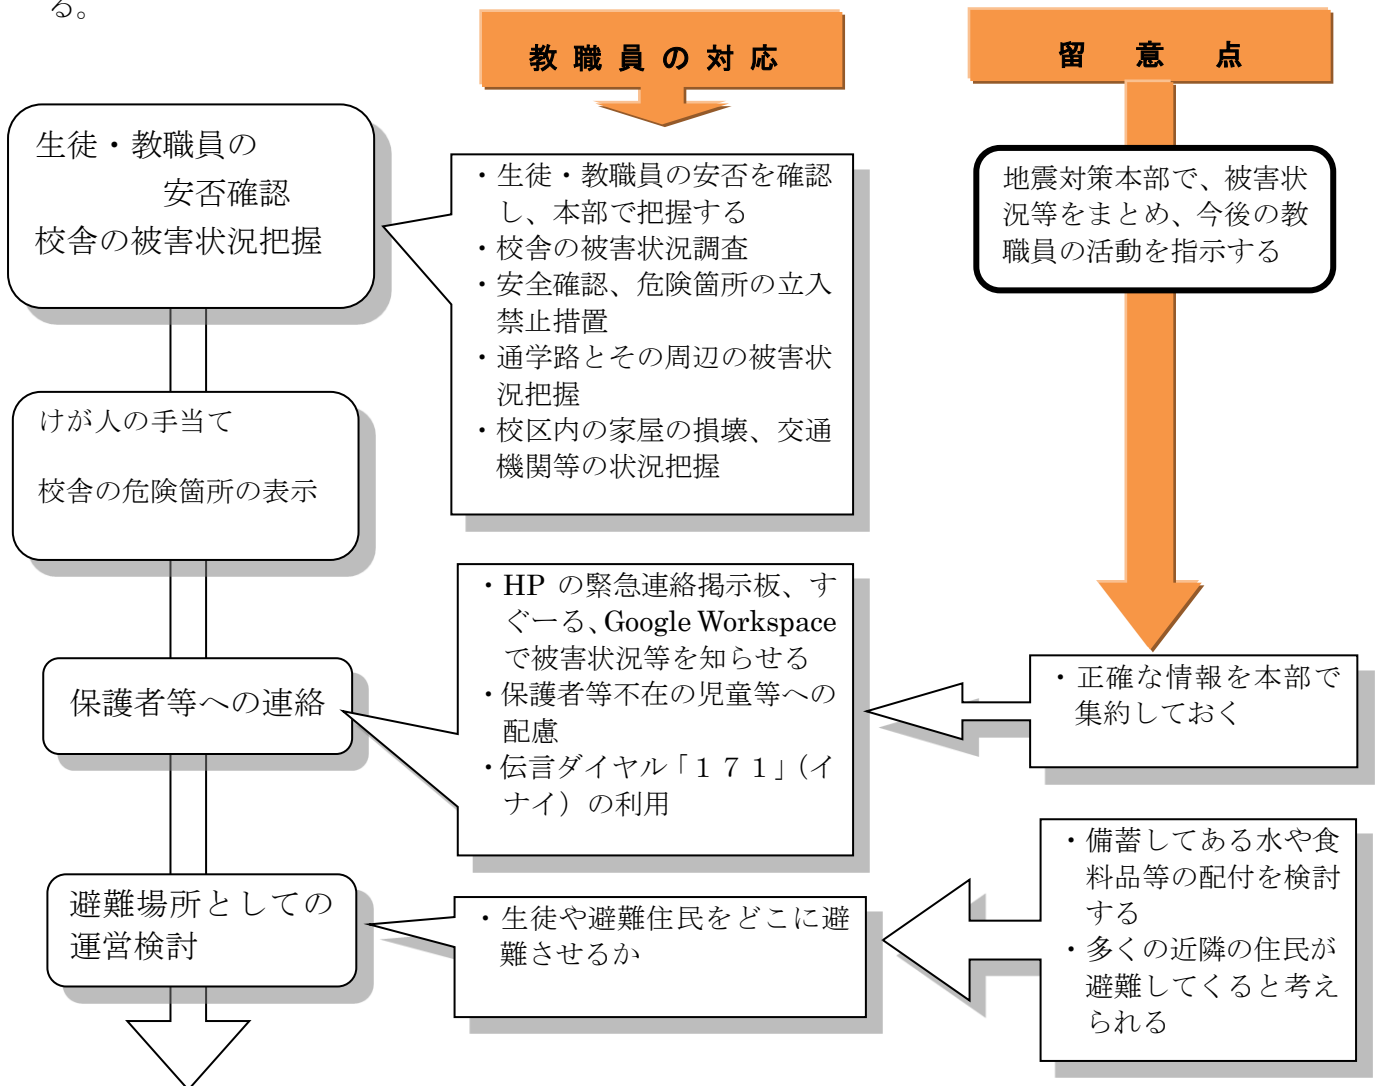 る。
教職員の対応
留意点
生徒・教職員の
安否確認
校舎の被害状況把握
・生徒・教職員の安否を確認
し、本部で把握する
・校舎の被害状況調査
・安全確認、危険箇所の立入
禁止措置
・通学路とその周辺の被害状
況把握
・校区内の家屋の損壊、交通
機関等の状況把握
地震対策本部で、被害状
況等をまとめ、今後の教
職員の活動を指示する
けが人の手当て
校舎の危険箇所の表示
保護者等への連絡
・HP の緊急連絡掲示板、す
ぐーる、Google Workspace
で被害状況等を知らせる
・保護者等不在の児童等への
配慮
・伝言ダイヤル「１７１」（イ
ナイ）の利用
・正確な情報を本部で
集約しておく
避難場所としての
運営検討
・生徒や避難住民をどこに避
難させるか
・備蓄してある水や食
料品等の配付を検討
する
・多くの近隣の住民が
避難してくると考え
られる